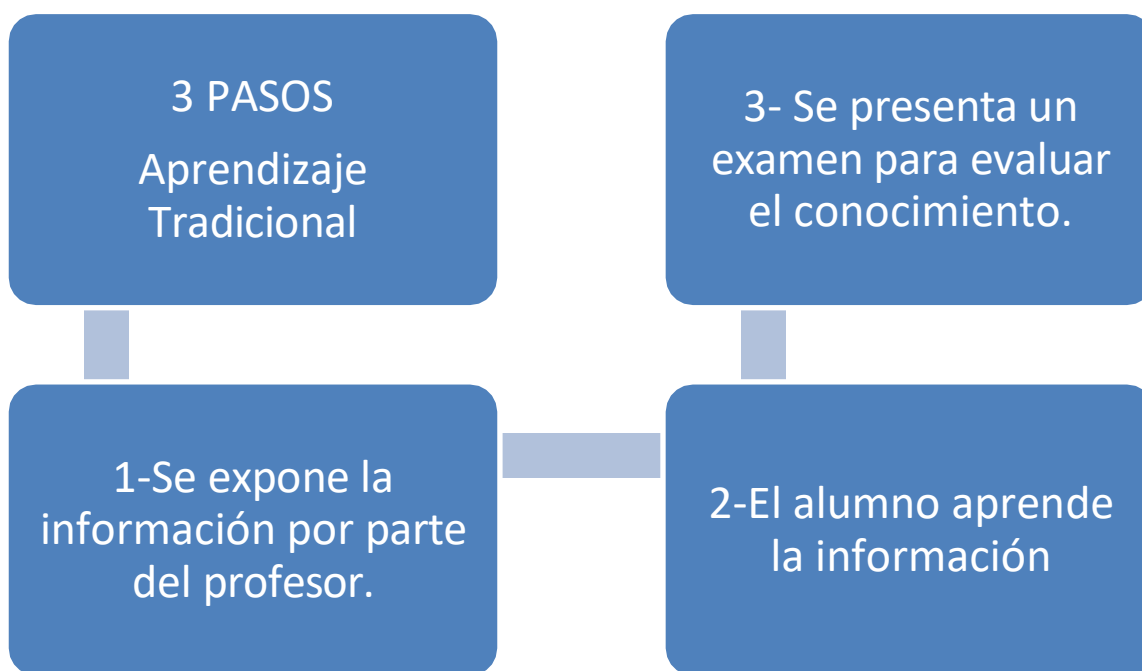 3 PASOS
Aprendizaje
Tradicional
1-Se expone la
información por parte
del profesor.
2-El alumno aprende
la información
3- Se presenta un
examen para evaluar
el conocimiento.